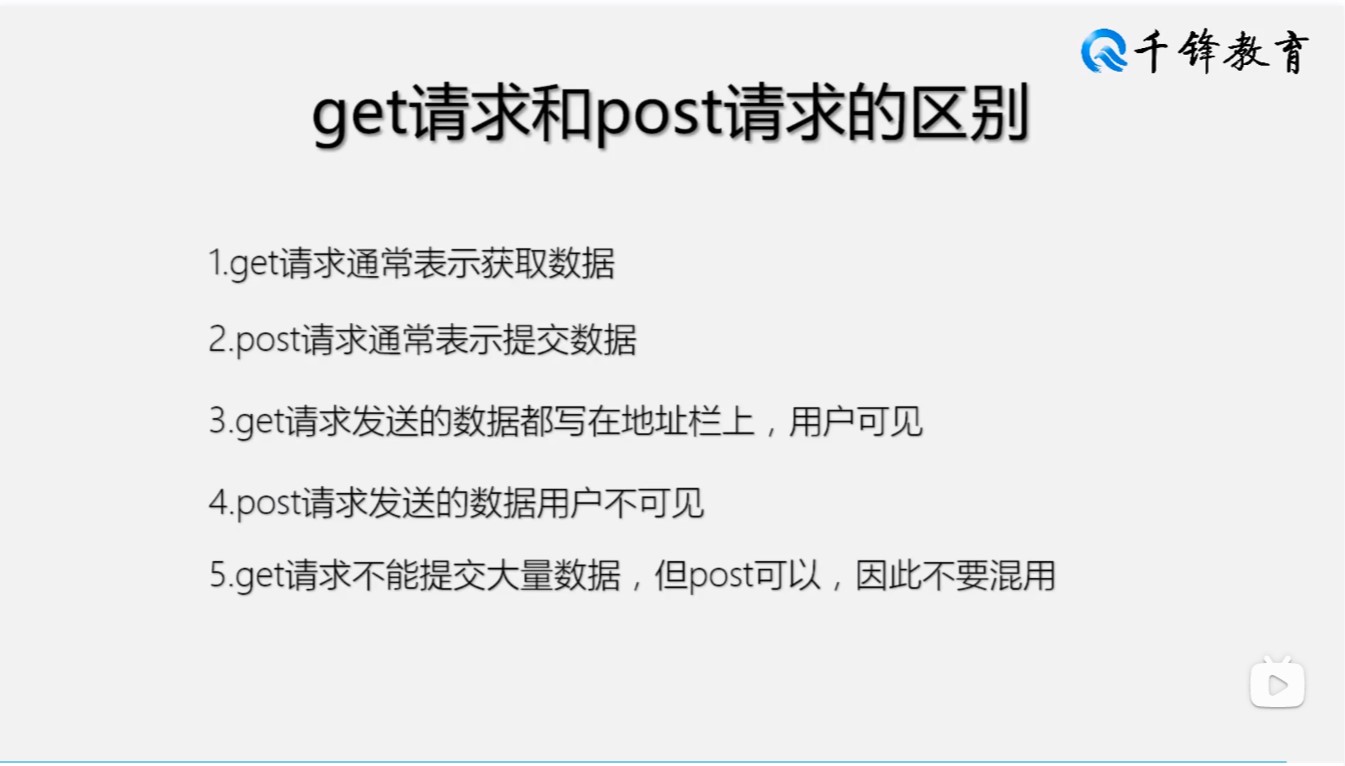 千锋教育
get请求和post请求的区别
1.get请求通常表示获取数据
2.post请求通常表示提交数据
3.get请求发送的数据都写在地址栏上，用户可见
4.post请求发送的数据用户不可见
5.get请求不能提交大量数据，但post可以，因此不要混用